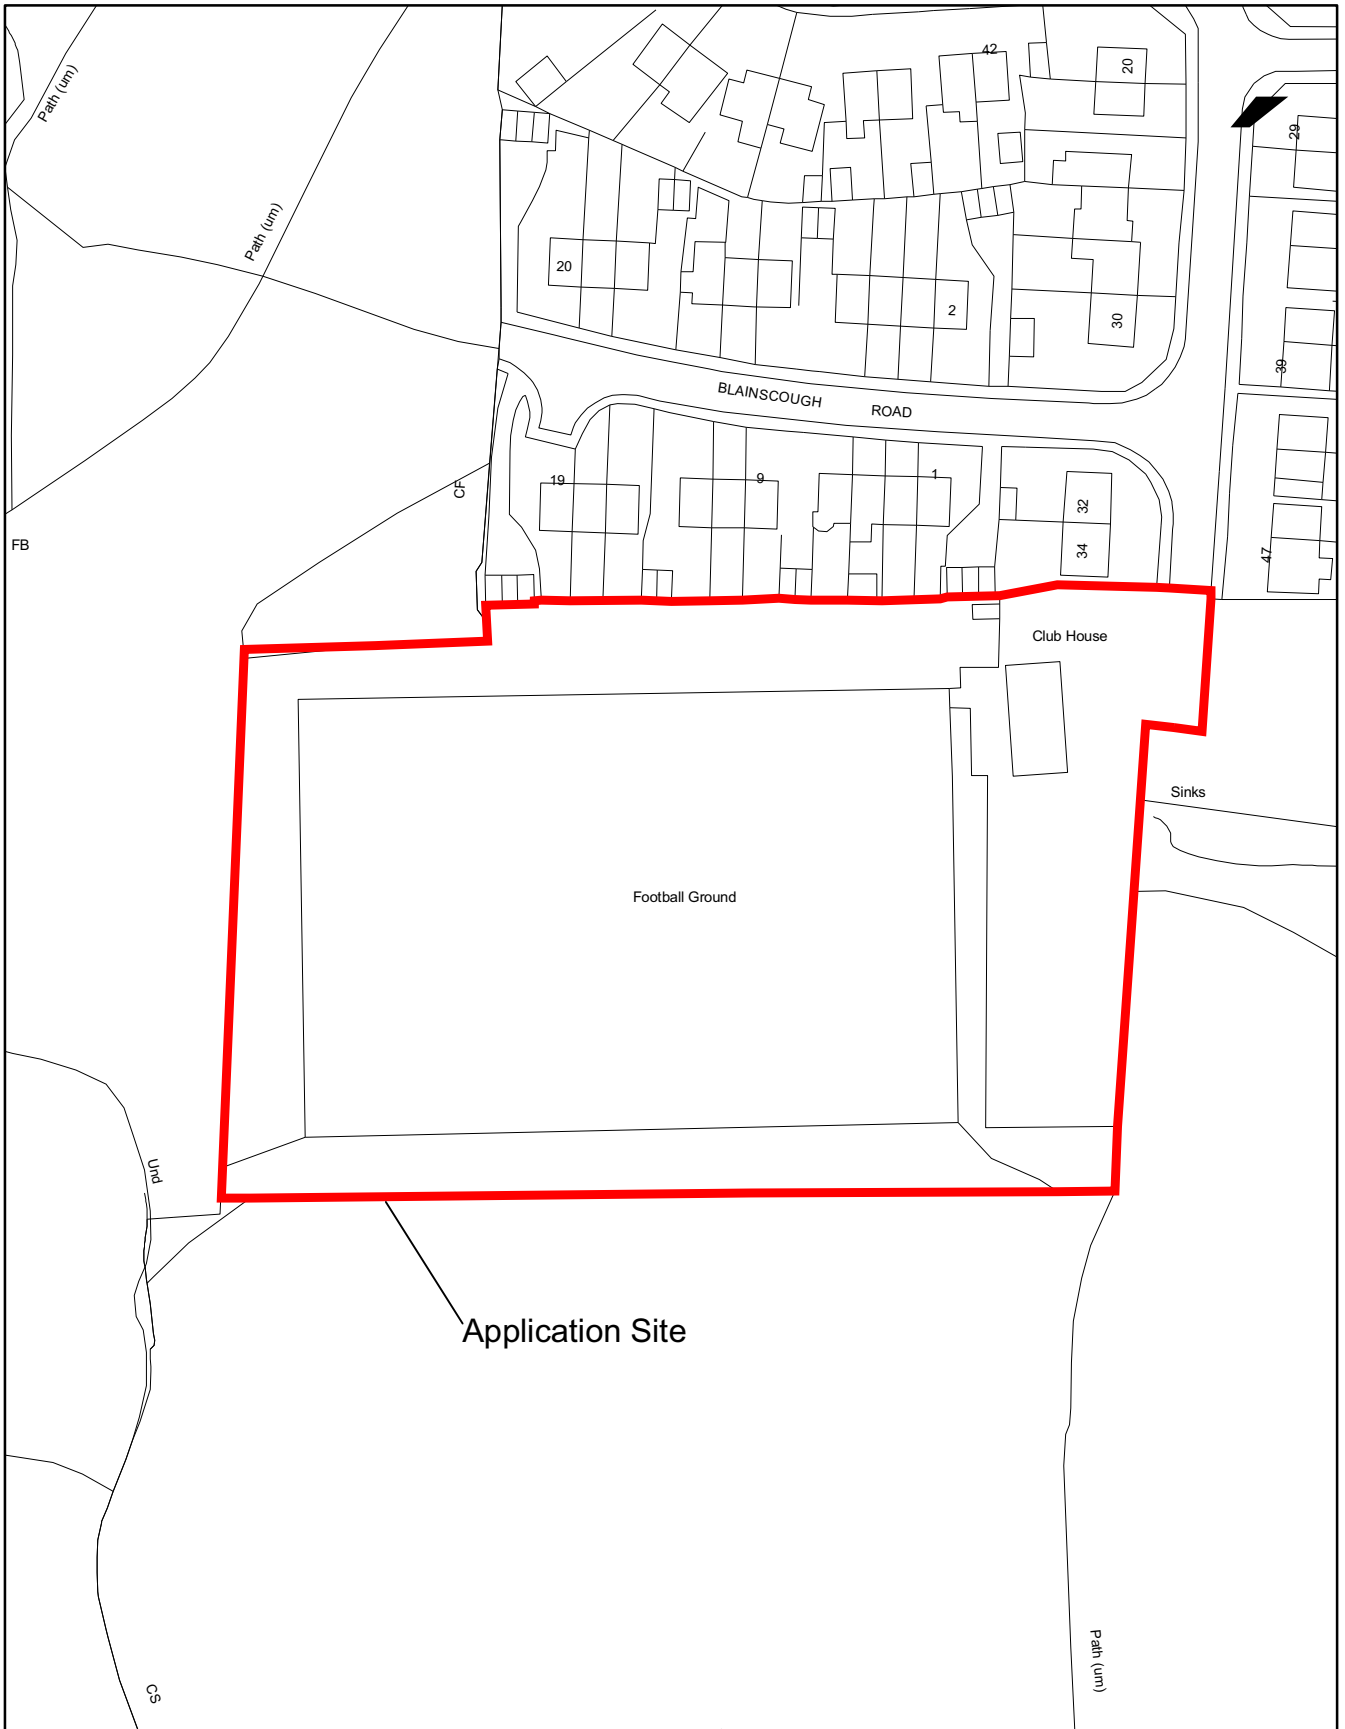 42
20
Path (um)
29
Path (um)
20
2
30
39
BLAINSCOUGH ROAD
19
9
1
CF
32
FB
34
47
Club House
Sinks
Football Ground
Und
Application Site
Path (um)
CS